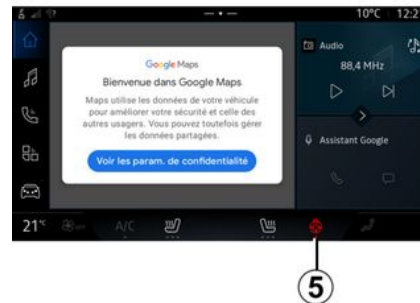 10°C 12:2
Google Maps
Bienvenue dans Google Maps
Maps utilise les données de votre véhicule
pour améliorer votre sécurité et celle des
autres usagers. Vous pouvez toutefois gérer
les données partagées.
Voir les param. de confidentialité
Audio
88,4 MHz
Assistant Google
21°C OFF A/C
5